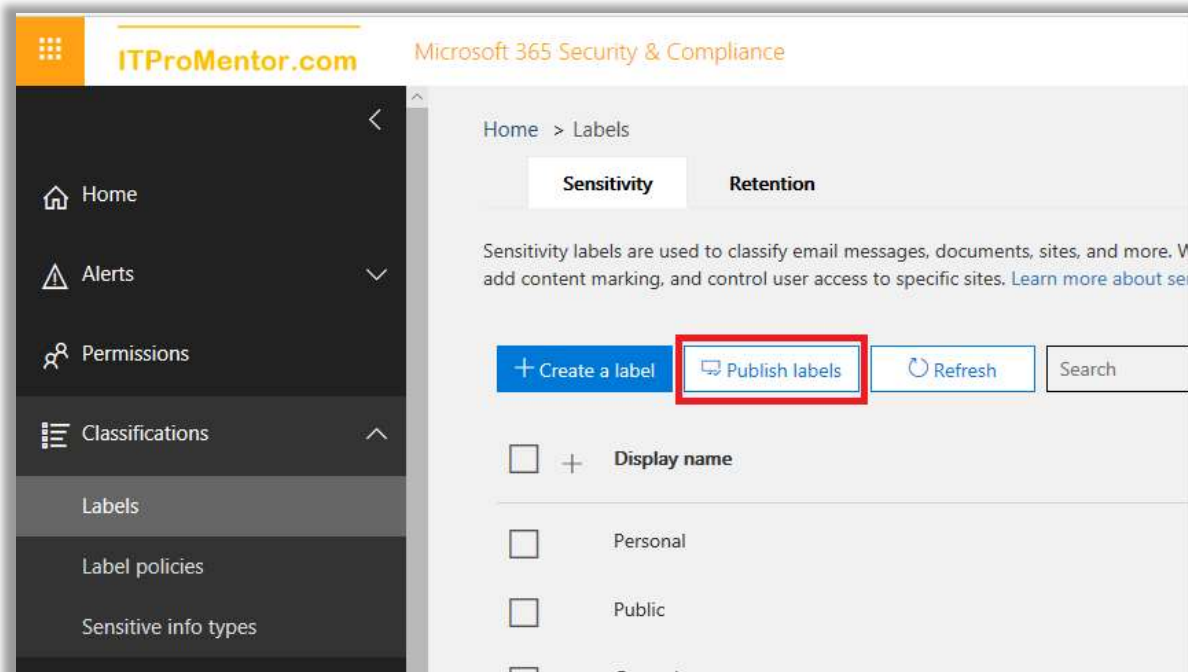 ITProMentor.com
Microsoft 365 Security & Compliance
Home
Alerts
Permissions
Classifications
Labels
Label policies
Sensitive info types
Home > Labels
Sensitivity Retention
Sensitivity labels are used to classify email messages, documents, sites, and more.
add content marking, and control user access to specific sites. Learn more about
+ Create a label Publish labels Refresh Search
+ Display name
Personal
Public